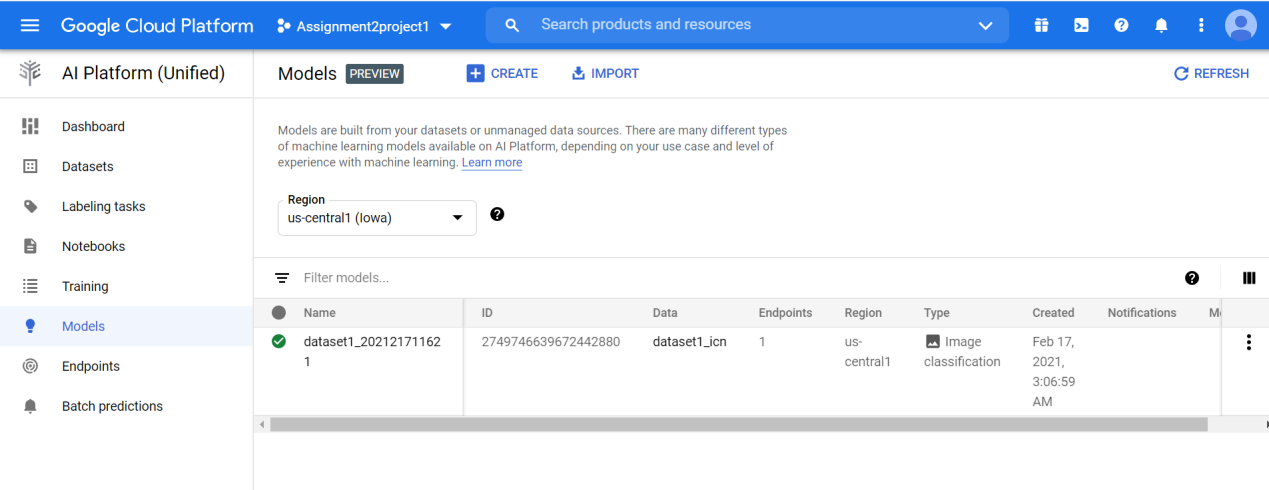 Google Cloud Platform
Assignment2project1
Search products and resources
AI Platform (Unified)
Models PREVIEW
CREATE
IMPORT
REFRESH
Dashboard
Datasets
Labeling tasks
Notebooks
Training
Models
Endpoints
Batch predictions
Models are built from your datasets or unmanaged data sources. There are many different types
of machine learning models available on AI Platform, depending on your use case and level of
experience with machine learning. Learn more
Region
us-central1 (Iowa)
Filter models...
Name ID Data Endpoints Region Type Created Notifications
dataset1_20212171162 2749746639672442880 dataset1_icn 1 us- Image Feb 17,
1 central1 classification 2021,
3:06:59
AM